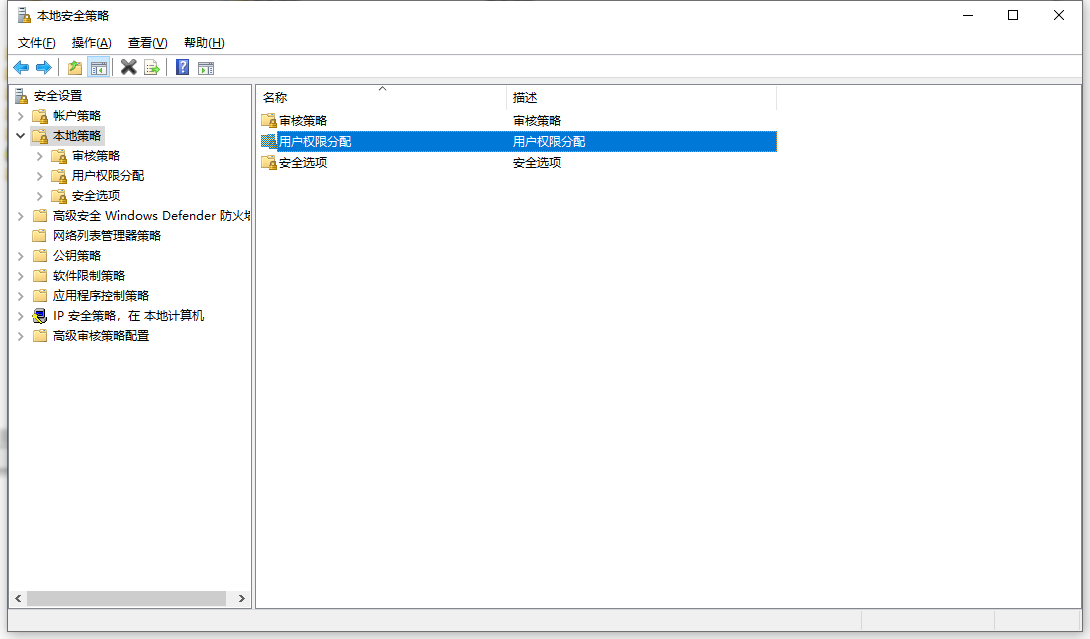 本地安全策略
文件(F) 操作(A) 查看(V) 帮助(H)
安全设置
帐户策略
本地策略
审核策略
用户权限分配
安全选项
高级安全 Windows Defender 防火
网络列表管理器策略
公钥策略
软件限制策略
应用程序控制策略
IP 安全策略，在 本地计算机
高级审核策略配置
名称 描述
审核策略 审核策略
用户权限分配 用户权限分配
安全选项 安全选项